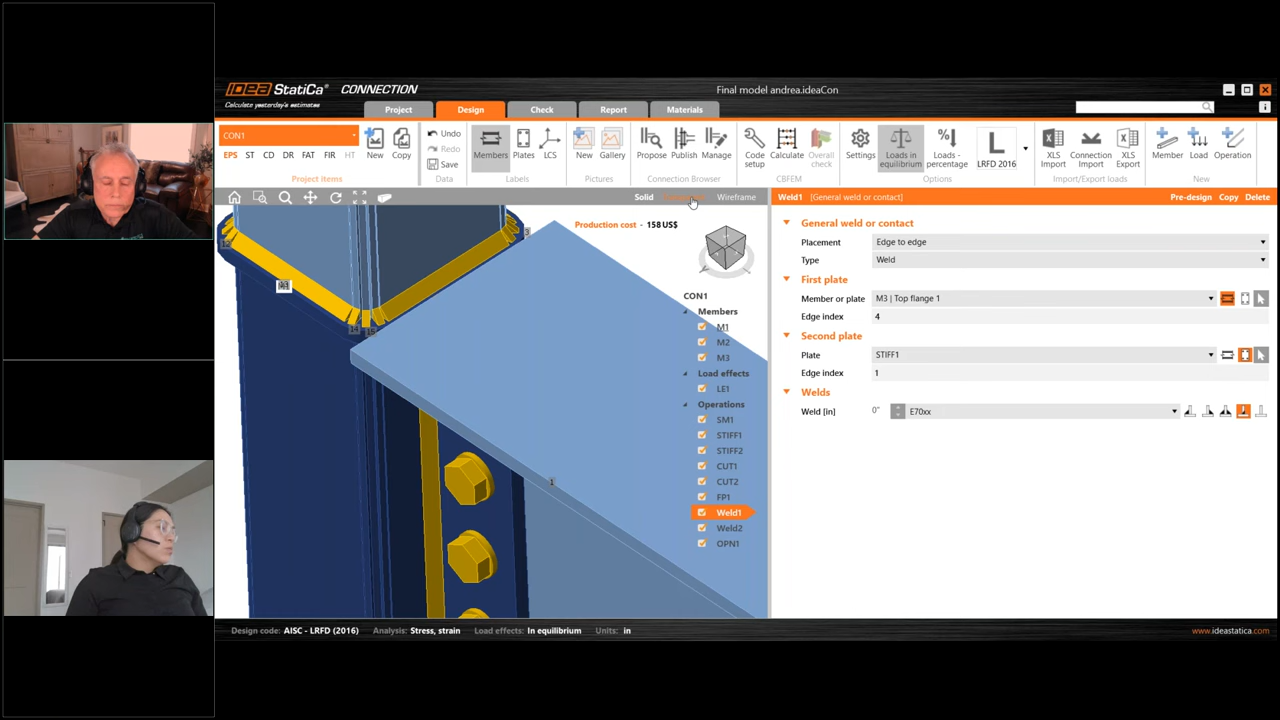 IDEA StatiCa® CONNECTION
Calculate yesterday's estimates
Final model andrea.ideaCon
Project
Design
Check
Report
Materials
CON1
EPS ST CD DR FAT FIR HT
Project Items
New
Copy
Undo
Redo
Save
Data
Members
Plates
LCS
Labels
New
Gallery
Pictures
Propose
Publish
Manage
Connection Browser
Code setup
Calculate
Overall check
CBFEM
Settings
Loads in equilibrium
Loads - percentage
LRFD 2016
Options
XLS Import
Connection Import
XLS Export
Import/Export loads
Member
Load
Operation
New
Solid
Wireframe
Production cost - 158 US$
CON1
Members
M1
M2
M3
Load effects
LE1
Operations
SM1
STIFF1
STIFF2
CUT1
CUT2
FP1
Weld1
Weld2
OPN1
1
Weld1 [General weld or contact]
Pre-design Copy Delete
General weld or contact
Placement Edge to edge
Type Weld
First plate
Member or plate M3 | Top flange 1
Edge index 4
Second plate
Plate STIFF1
Edge index 1
Welds
Weld [in] 0" E70xx
Design code: AISC - LRFD (2016) Analysis: Stress, strain Load effects: In equilibrium Units: in
www.ideastatica.com